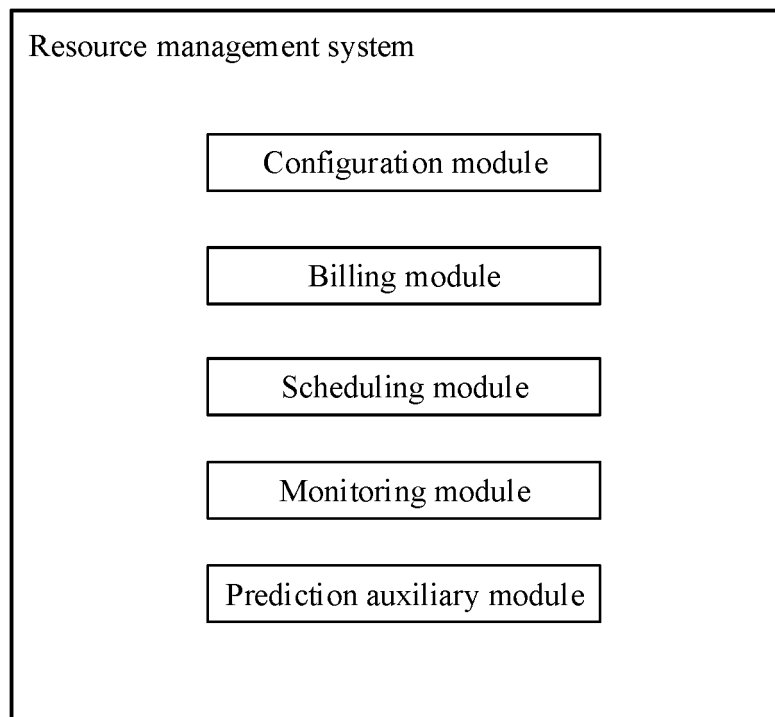 Resource management system
Configuration module
Billing module
Scheduling module
Monitoring module
Prediction auxiliary module